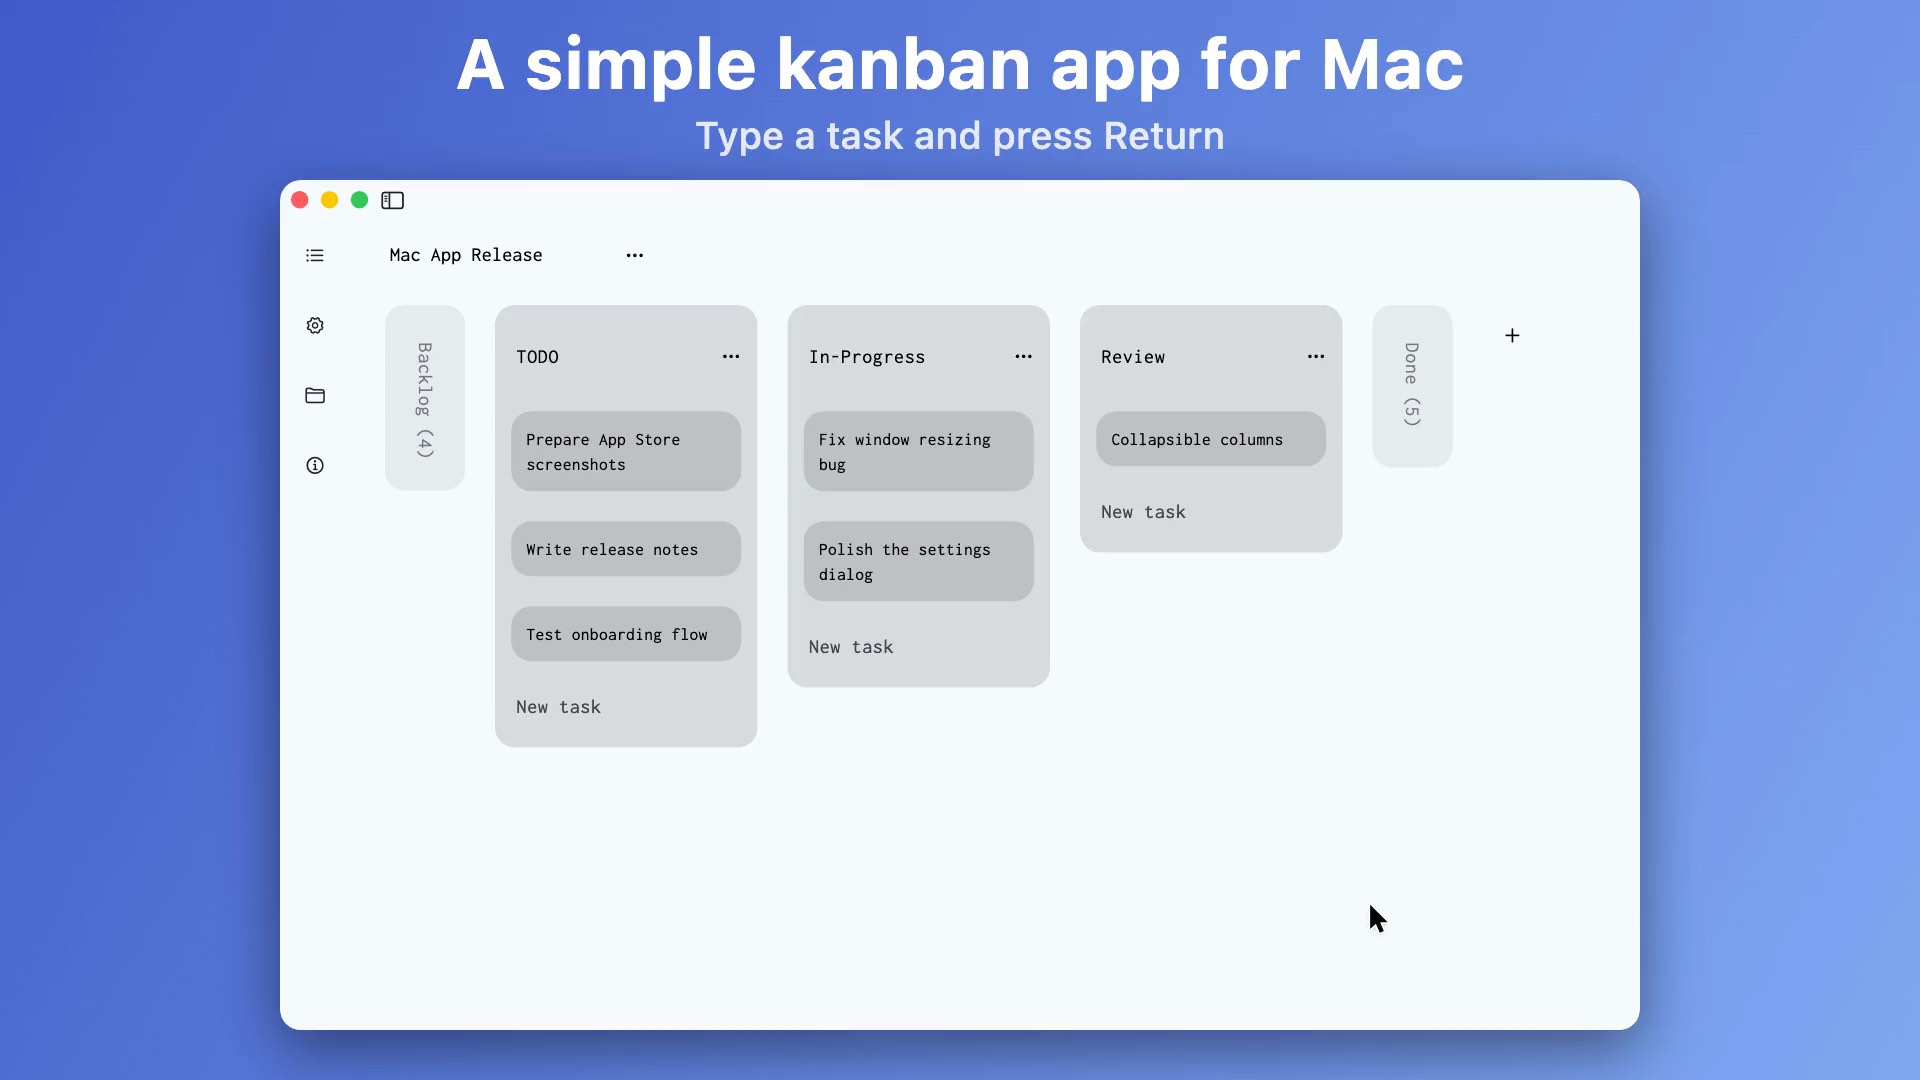 A simple kanban app for Mac
Type a task and press Return
Mac App Release
Backlog (4)
TODO
Prepare App Store
screenshots
Write release notes
Test onboarding flow
New task
In-Progress
Fix window resizing
bug
Polish the settings
dialog
New task
Review
Collapsible columns
New task
Done (5)